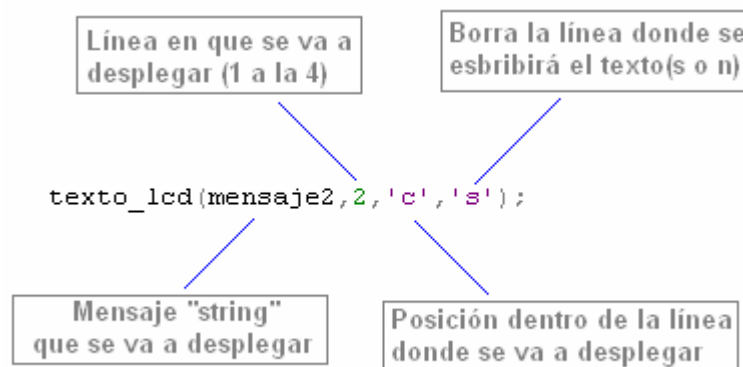 Línea en que se va a
desplegar (1 a la 4)
Borra la línea donde se
esbribirá el texto(s o n)
texto_lcd(mensaje2,2,'c','s');
Mensaje "string"
que se va a desplegar
Posición dentro de la línea
donde se va a desplegar